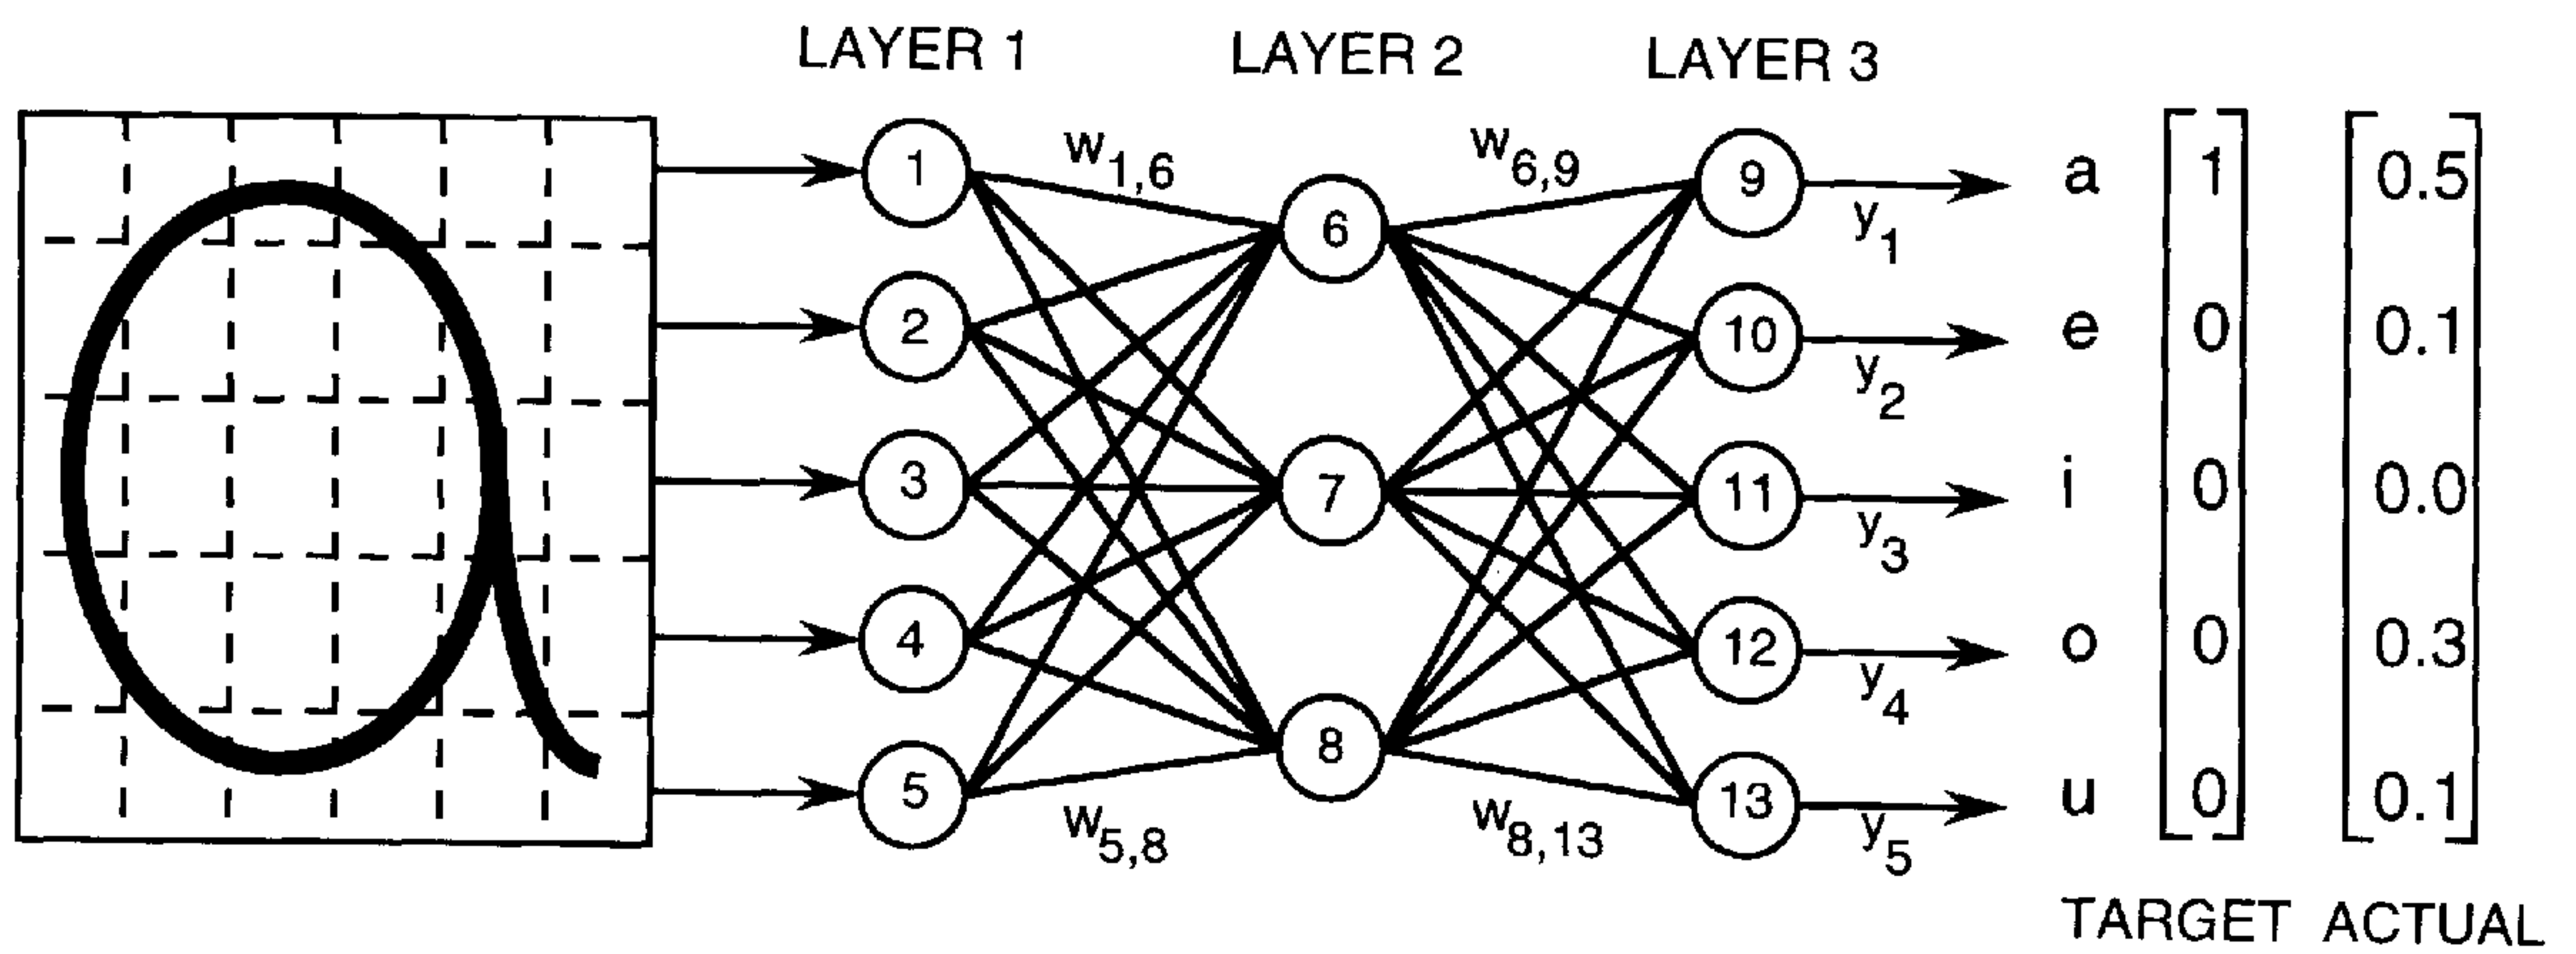 LAYER 1 LAYER 2 LAYER 3
w1,6 w6,9
1 6 9 y1 a 1 0.5
2 10 y2 e 0 0.1
3 7 11 y3 i 0 0.0
4 12 y4 o 0 0.3
5 8 13 y5 u 0 0.1
w5,8 w8,13
TARGET ACTUAL